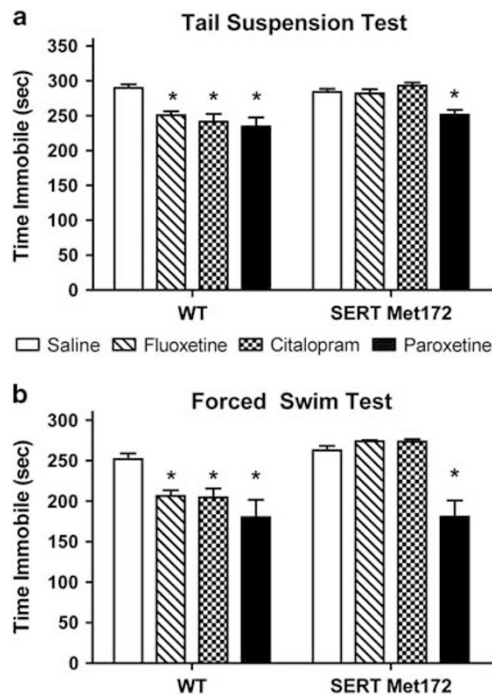 a
Tail Suspension Test
Time Immobile (sec)
350
300
250
200
150
100
50
0
* * * *
WT SERT Met172
Saline Fluoxetine Citalopram Paroxetine
b
Forced Swim Test
Time Immobile (sec)
300
250
200
150
100
50
0
* * * *
WT SERT Met172